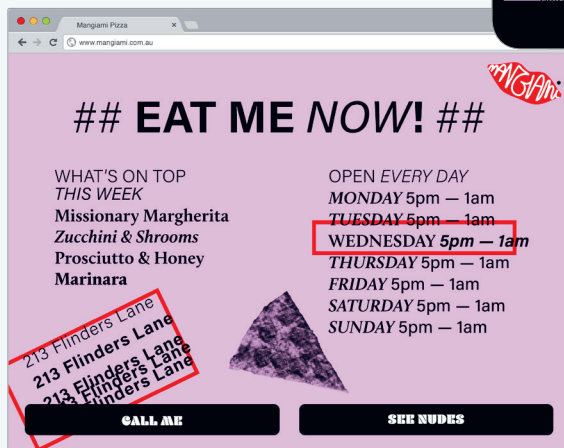 Mangiami Pizza
www.mangiami.com.au
MANGIAMI
## EAT ME NOW! ##
WHAT'S ON TOP
THIS WEEK
Missionary Margherita
Zucchini & Shrooms
Prosciutto & Honey
Marinara
OPEN EVERY DAY
MONDAY 5pm — 1am
TUESDAY 5pm — 1am
WEDNESDAY 5pm — 1am
THURSDAY 5pm — 1am
FRIDAY 5pm — 1am
SATURDAY 5pm — 1am
SUNDAY 5pm — 1am
213 Flinders Lane
213 Flinders Lane
213 Flinders Lane
Flinders Lane
Flinders Lane
CALL ME
SEE NUDES